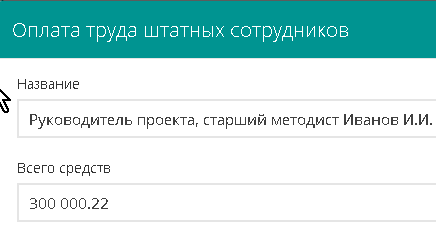 Оплата труда штатных сотрудников
Название
Руководитель проекта, старший методист Иванов И.И.
Всего средств
300 000.22